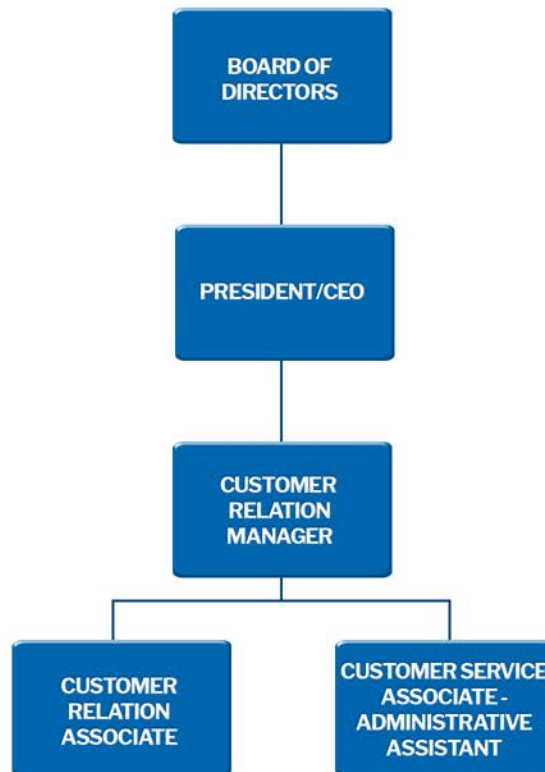 BOARD OF
DIRECTORS
PRESIDENT/CEO
CUSTOMER
RELATION
MANAGER
CUSTOMER
RELATION
ASSOCIATE
CUSTOMER SERVICE
ASSOCIATE -
ADMINISTRATIVE
ASSISTANT